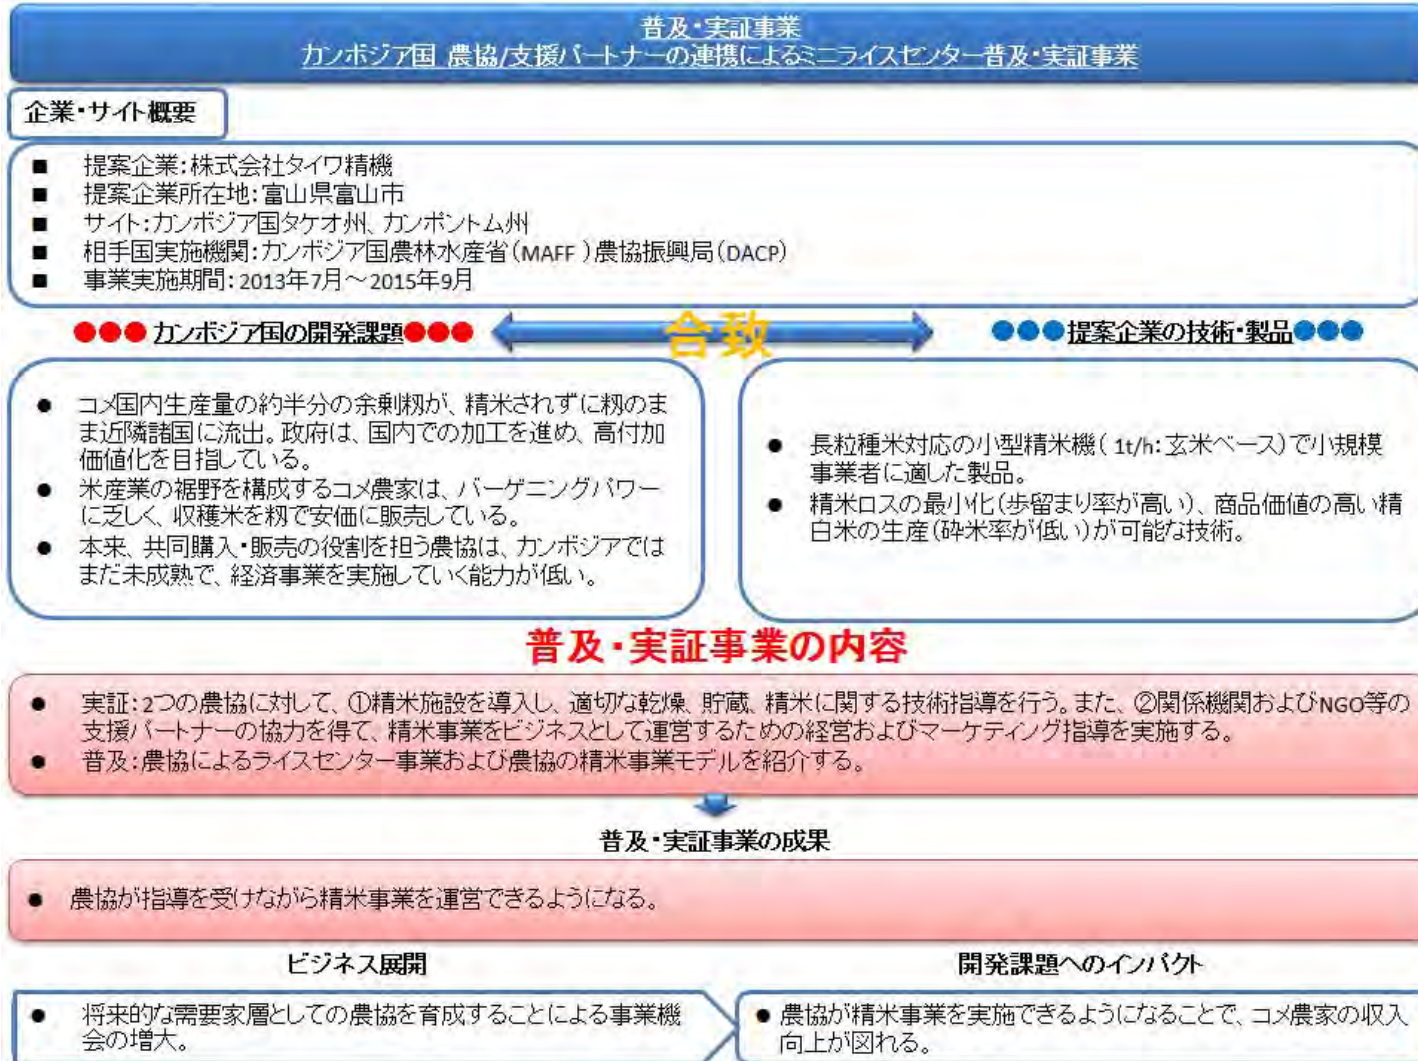 普及・実証事業
カンボジア国 農協/支援パートナーの連携によるミニライスセンター普及・実証事業
企業・サイト概要
■ 提案企業:株式会社タイワ精機
■ 提案企業所在地:富山県富山市
■ サイト:カンボジア国タケオ州、カンポントム州
■ 相手国実施機関:カンボジア国農林水産省(MAFF )農協振興局(DACP)
■ 事業実施期間:2013年7月~2015年9月
●●● カンボジア国の開発課題●●●
合致
●●●提案企業の技術・製品●●●
● コメ国内生産量の約半分の余剰籾が、精米されずに籾のま
ま近隣諸国に流出。政府は、国内での加工を進め、高付加
価値化を目指している。
● 米産業の裾野を構成するコメ農家は、バーゲニングパワー
に乏しく、収穫米を籾で安価に販売している。
● 本来、共同購入・販売の役割を担う農協は、カンボジアでは
まだ未成熟で、経済事業を実施していく能力が低い。
● 長粒種米対応の小型精米機( 1t/h:玄米ベース)で小規模
事業者に適した製品。
● 精米ロスの最小化(歩留まり率が高い)、商品価値の高い精
白米の生産(砕米率が低い)が可能な技術。
普及・実証事業の内容
● 実証:2つの農協に対して、①精米施設を導入し、適切な乾燥、貯蔵、精米に関する技術指導を行う。また、②関係機関およびNGO等の
支援パートナーの協力を得て、精米事業をビジネスとして運営するための経営およびマーケティング指導を実施する。
● 普及:農協によるライスセンター事業および農協の精米事業モデルを紹介する。
普及・実証事業の成果
● 農協が指導を受けながら精米事業を運営できるようになる。
ビジネス展開
● 将来的な需要家層としての農協を育成することによる事業機
会の増大。
開発課題へのインパクト
● 農協が精米事業を実施できるようになることで、コメ農家の収入
向上が図れる。